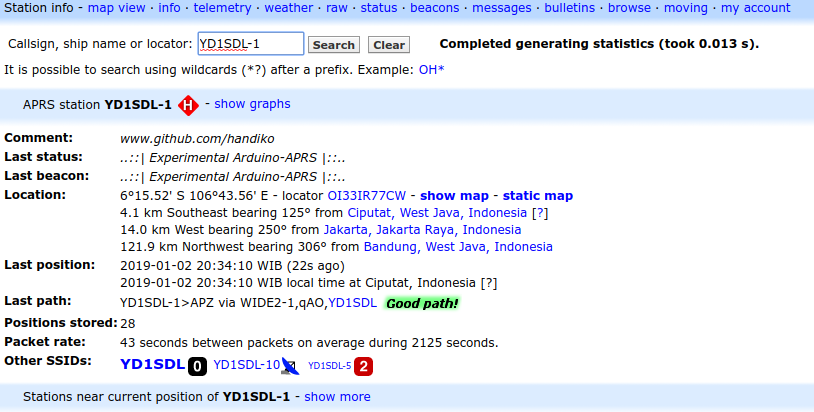 Station info · map view · info · telemetry · weather · raw · status · beacons · messages · bulletins · browse · moving · my account
Callsign, ship name or locator: YD1SDL-1 Search Clear Completed generating statistics (took 0.013 s).
It is possible to search using wildcards (*?) after a prefix. Example: OH*
APRS station YD1SDL-1 H - show graphs
Comment: www.github.com/handiko
Last status: ..::| Experimental Arduino-APRS |::..
Last beacon: ..::| Experimental Arduino-APRS |::..
Location: 6°15.52' S 106°43.56' E - locator OI33IR77CW - show map - static map
4.1 km Southeast bearing 125° from Ciputat, West Java, Indonesia [?]
14.0 km West bearing 250° from Jakarta, Jakarta Raya, Indonesia
121.9 km Northwest bearing 306° from Bandung, West Java, Indonesia
Last position: 2019-01-02 20:34:10 WIB (22s ago)
2019-01-02 20:34:10 WIB local time at Ciputat, Indonesia [?]
Last path: YD1SDL-1>APZ via WIDE2-1,qAO,YD1SDL Good path!
Positions stored: 28
Packet rate: 43 seconds between packets on average during 2125 seconds.
Other SSIDs: YD1SDL 0 YD1SDL-10 YD1SDL-5 2
Stations near current position of YD1SDL-1 - show more